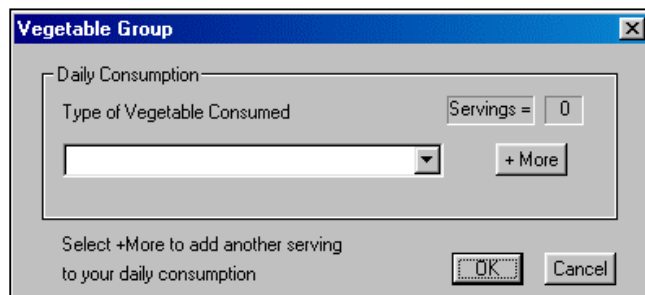 Vegetable Group
Daily Consumption
Type of Vegetable Consumed
Servings = 0
+ More
Select +More to add another serving
to your daily consumption
OK
Cancel